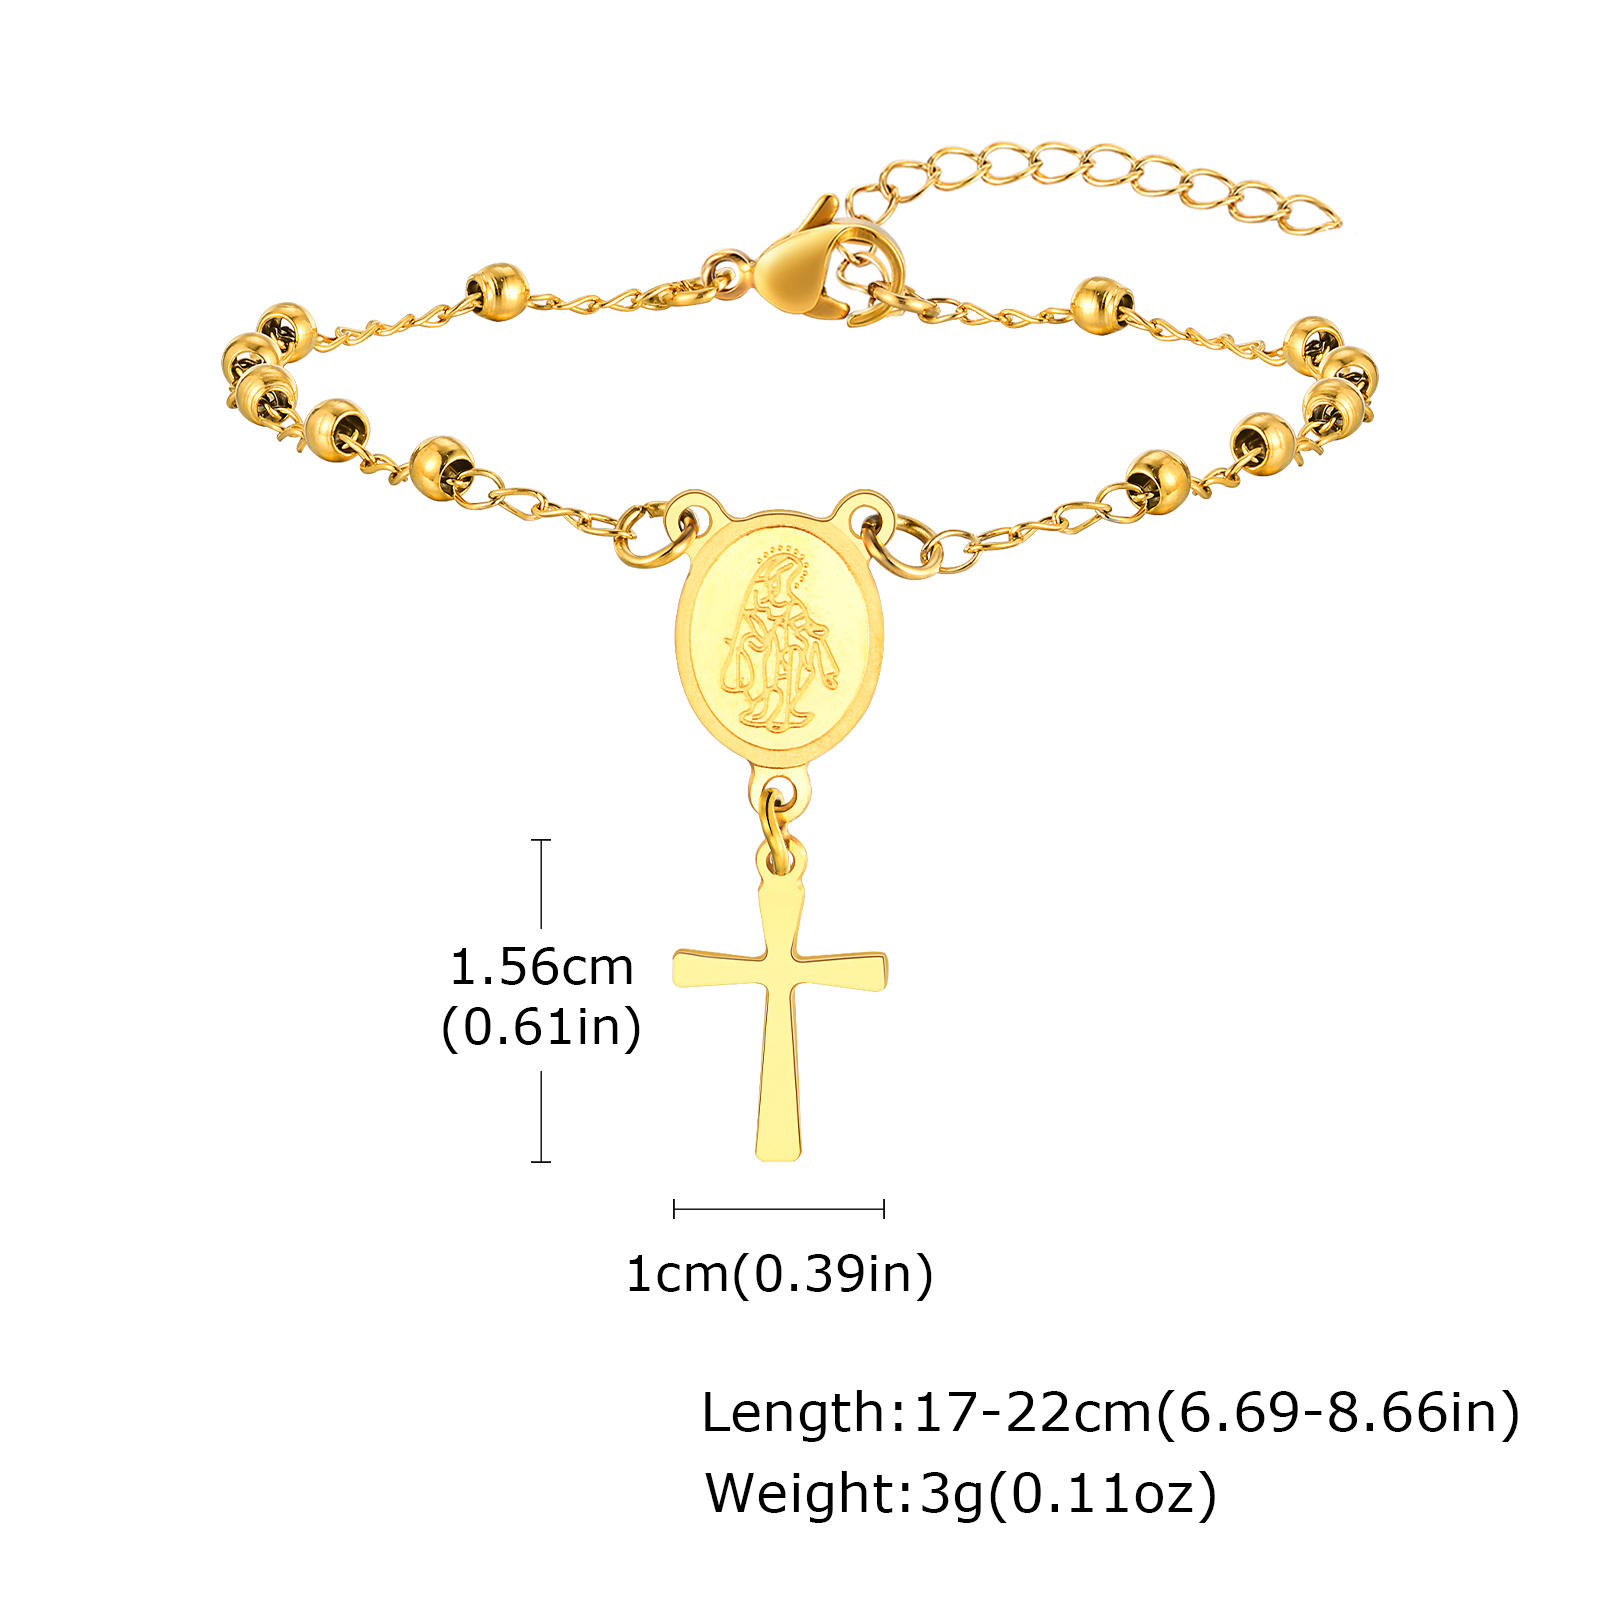 1.56cm
(0.61in)
1cm(0.39in)
Length:17-22cm(6.69-8.66in)
Weight:3g(0.11oz)